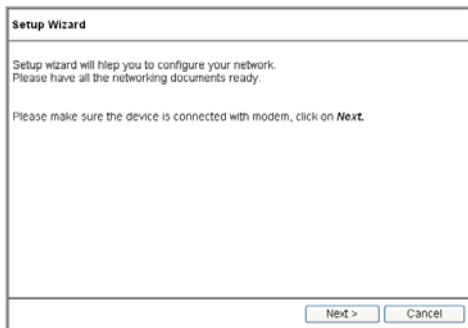 Setup Wizard
Setup wizard will hlep you to configure your network.
Please have all the networking documents ready.
Please make sure the device is connected with modem, click on Next.
Next >
Cancel